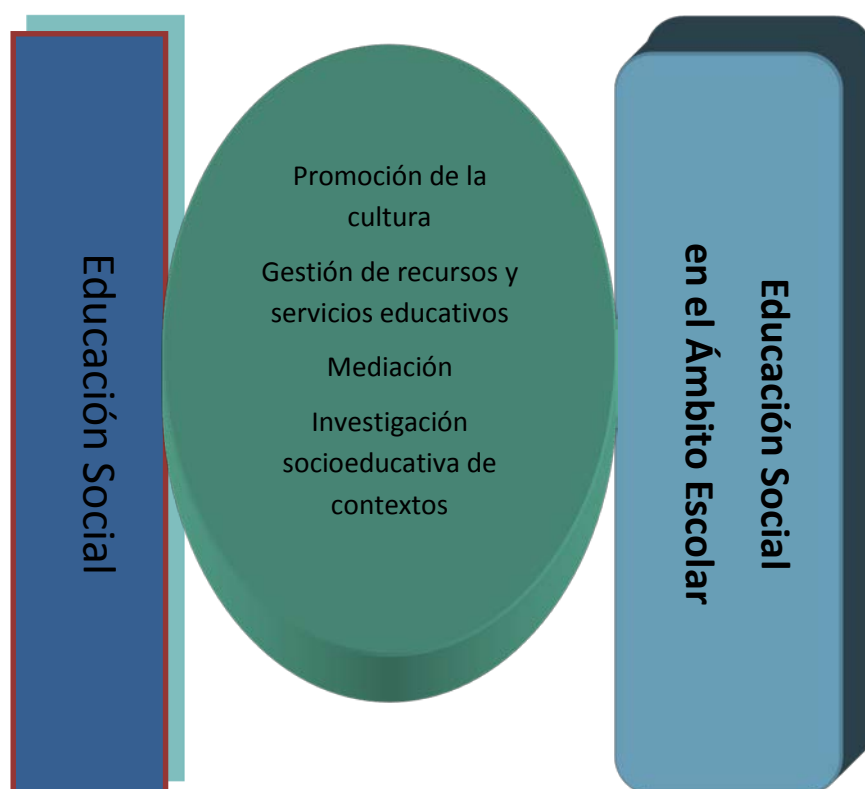 Educación Social
Promoción de la
cultura
Gestión de recursos y
servicios educativos
Mediación
Investigación
socioeducativa de
contextos
Educación Social
en el Ámbito Escolar